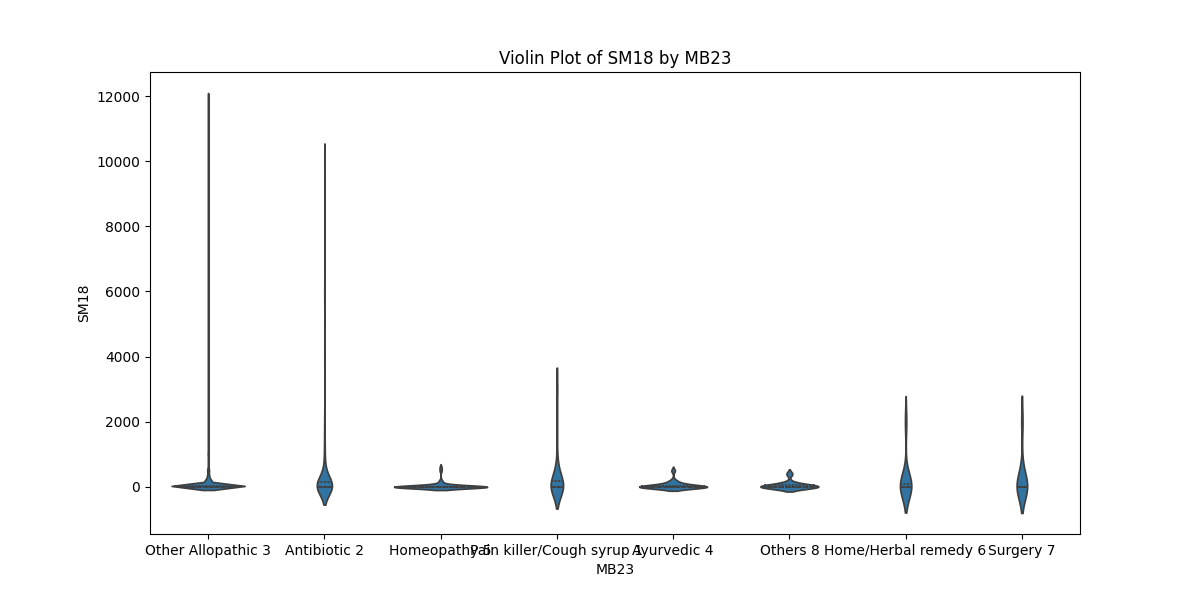 Violin Plot of SM18 by MB23
12000
10000
8000
6000
4000
2000
0
SM18
Other Allopathic 3
Antibiotic 2
Homeopathy 5
Pain killer/Cough syrup 1
Ayurvedic 4
Others 8
Home/Herbal remedy 6
Surgery 7
MB23